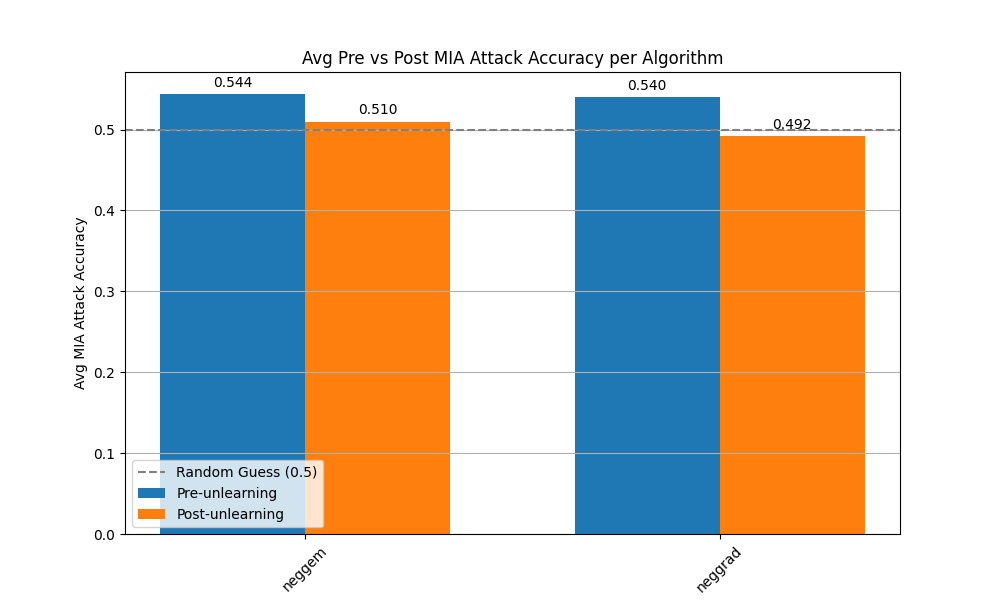 Avg Pre vs Post MIA Attack Accuracy per Algorithm
0.544
0.510
0.540
0.492
Avg MIA Attack Accuracy
0.5
0.4
0.3
0.2
0.1
0.0
Random Guess (0.5)
Pre-unlearning
Post-unlearning
neggem
neggrad